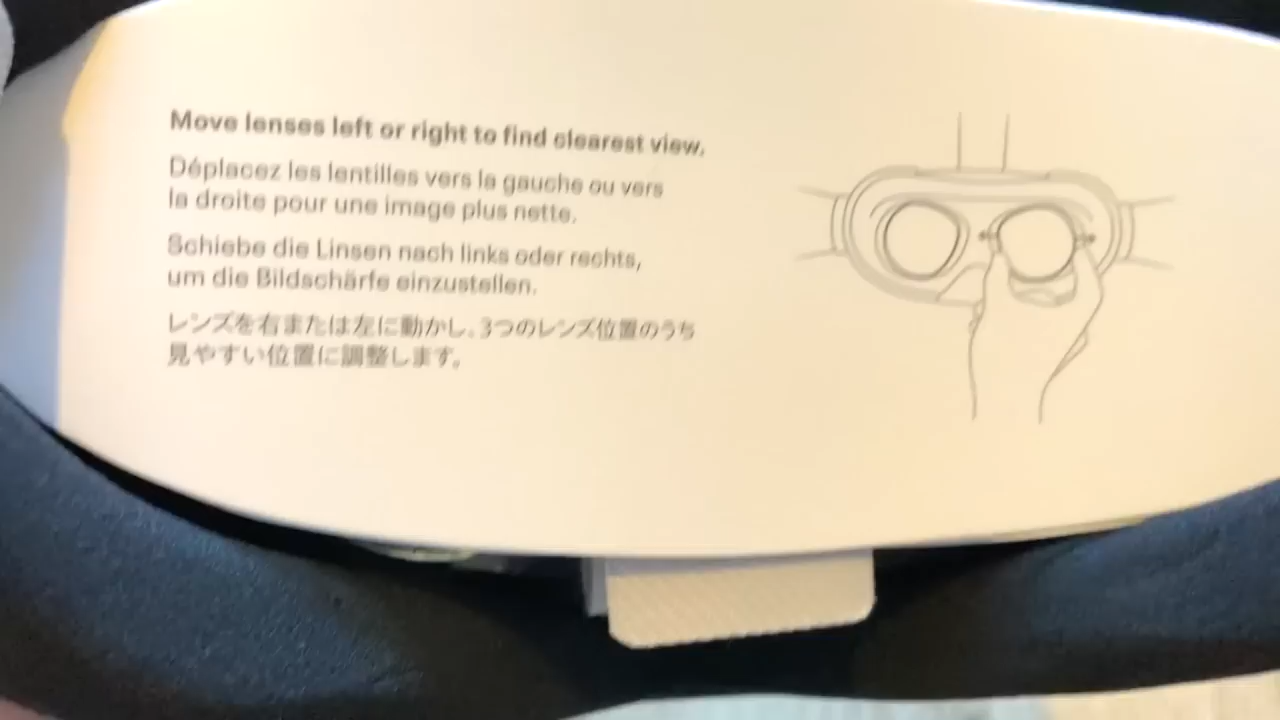 Move lenses left or right to find clearest view.
Déplacez les lentilles vers la gauche ou vers
la droite pour une image plus nette.
Schiebe die Linsen nach links oder rechts,
um die Bildschärfe einzustellen.
レンズを右または左に動かし、3つのレンズ位置のうち
見やすい位置に調整します。